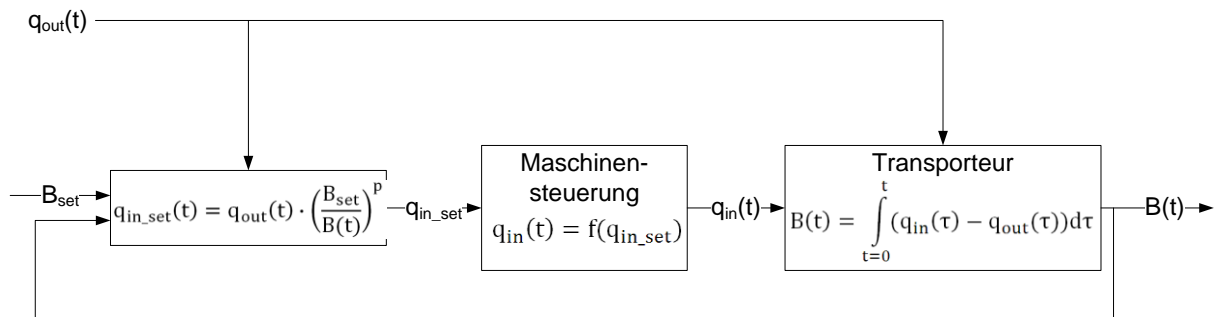 q_out(t)
B_set
q_in_set(t) = q_out(t) · (B_set / B(t))^p
q_in_set
Maschinen-
steuerung
q_in(t) = f(q_in_set)
q_in(t)
Transporteur
B(t) = ∫_{t=0}^{t} (q_in(τ) − q_out(τ))dτ
B(t)